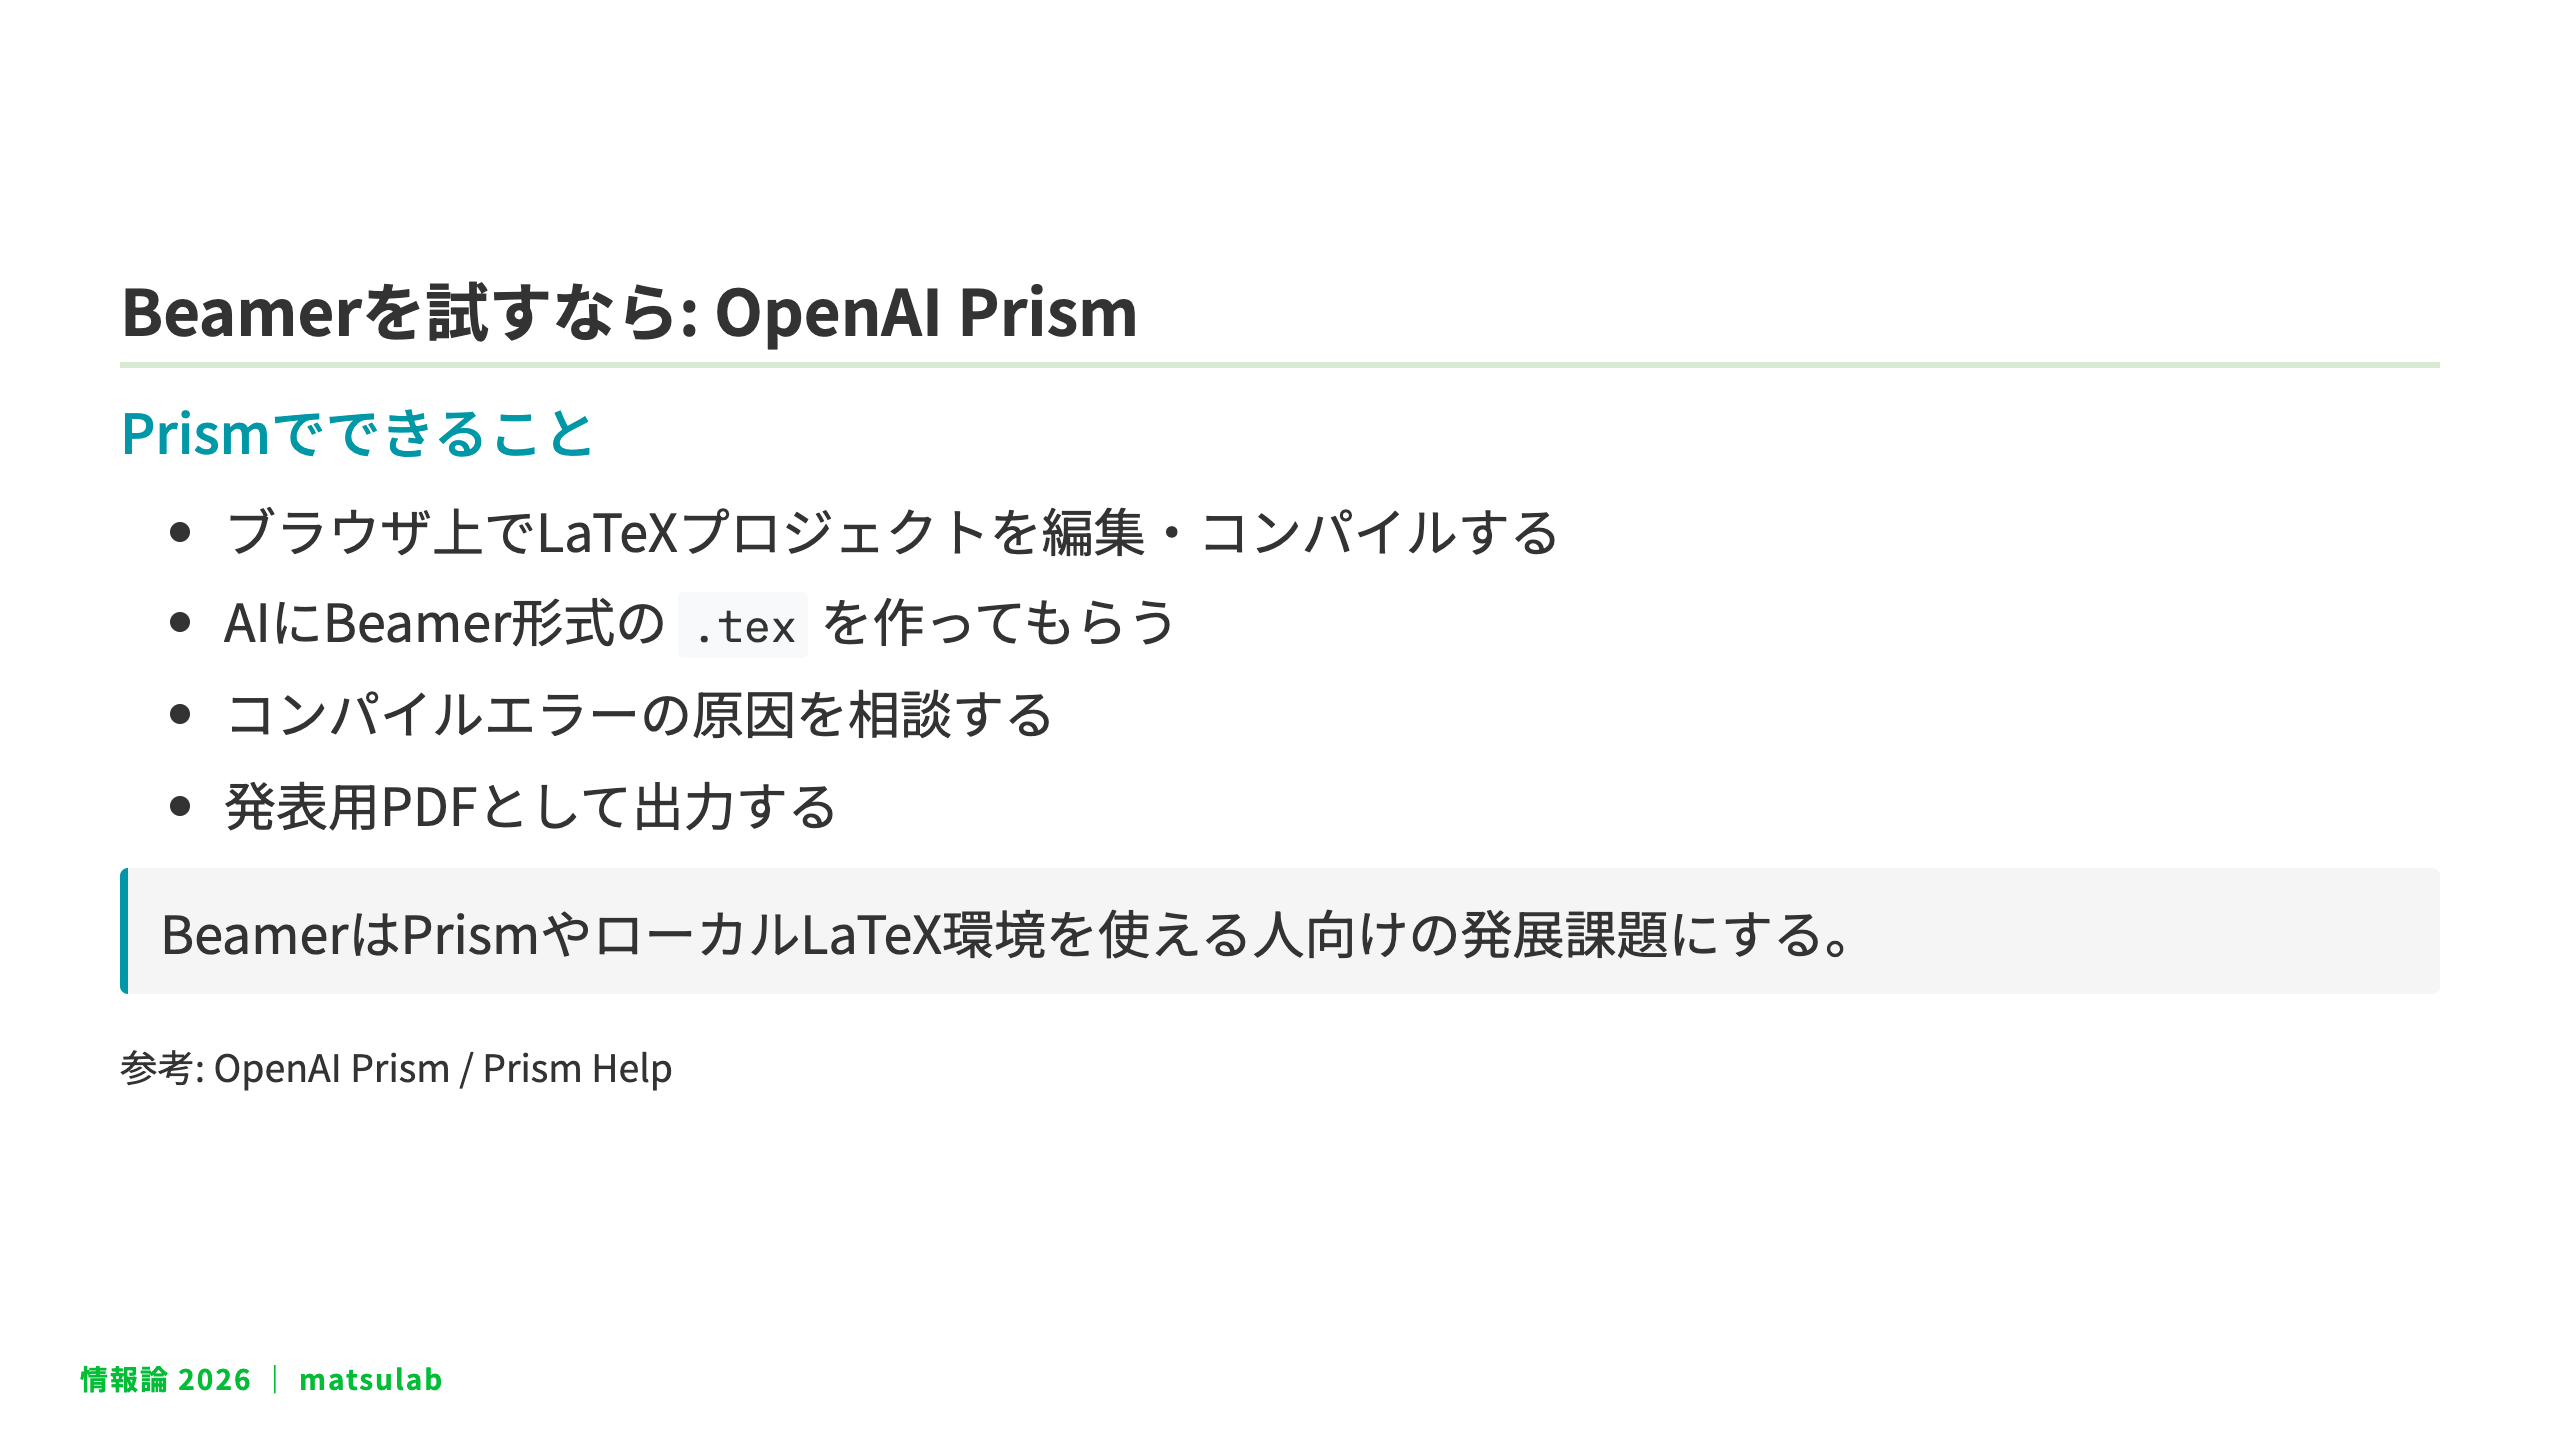 Beamerを試すなら: OpenAI Prism
Prismでできること
• ブラウザ上でLaTeXプロジェクトを編集・コンパイルする
• AIにBeamer形式の .tex を作ってもらう
• コンパイルエラーの原因を相談する
• 発表用PDFとして出力する
BeamerはPrismやローカルLaTeX環境を使える人向けの発展課題にする。
参考: OpenAI Prism / Prism Help
情報論 2026 ｜ matsulab